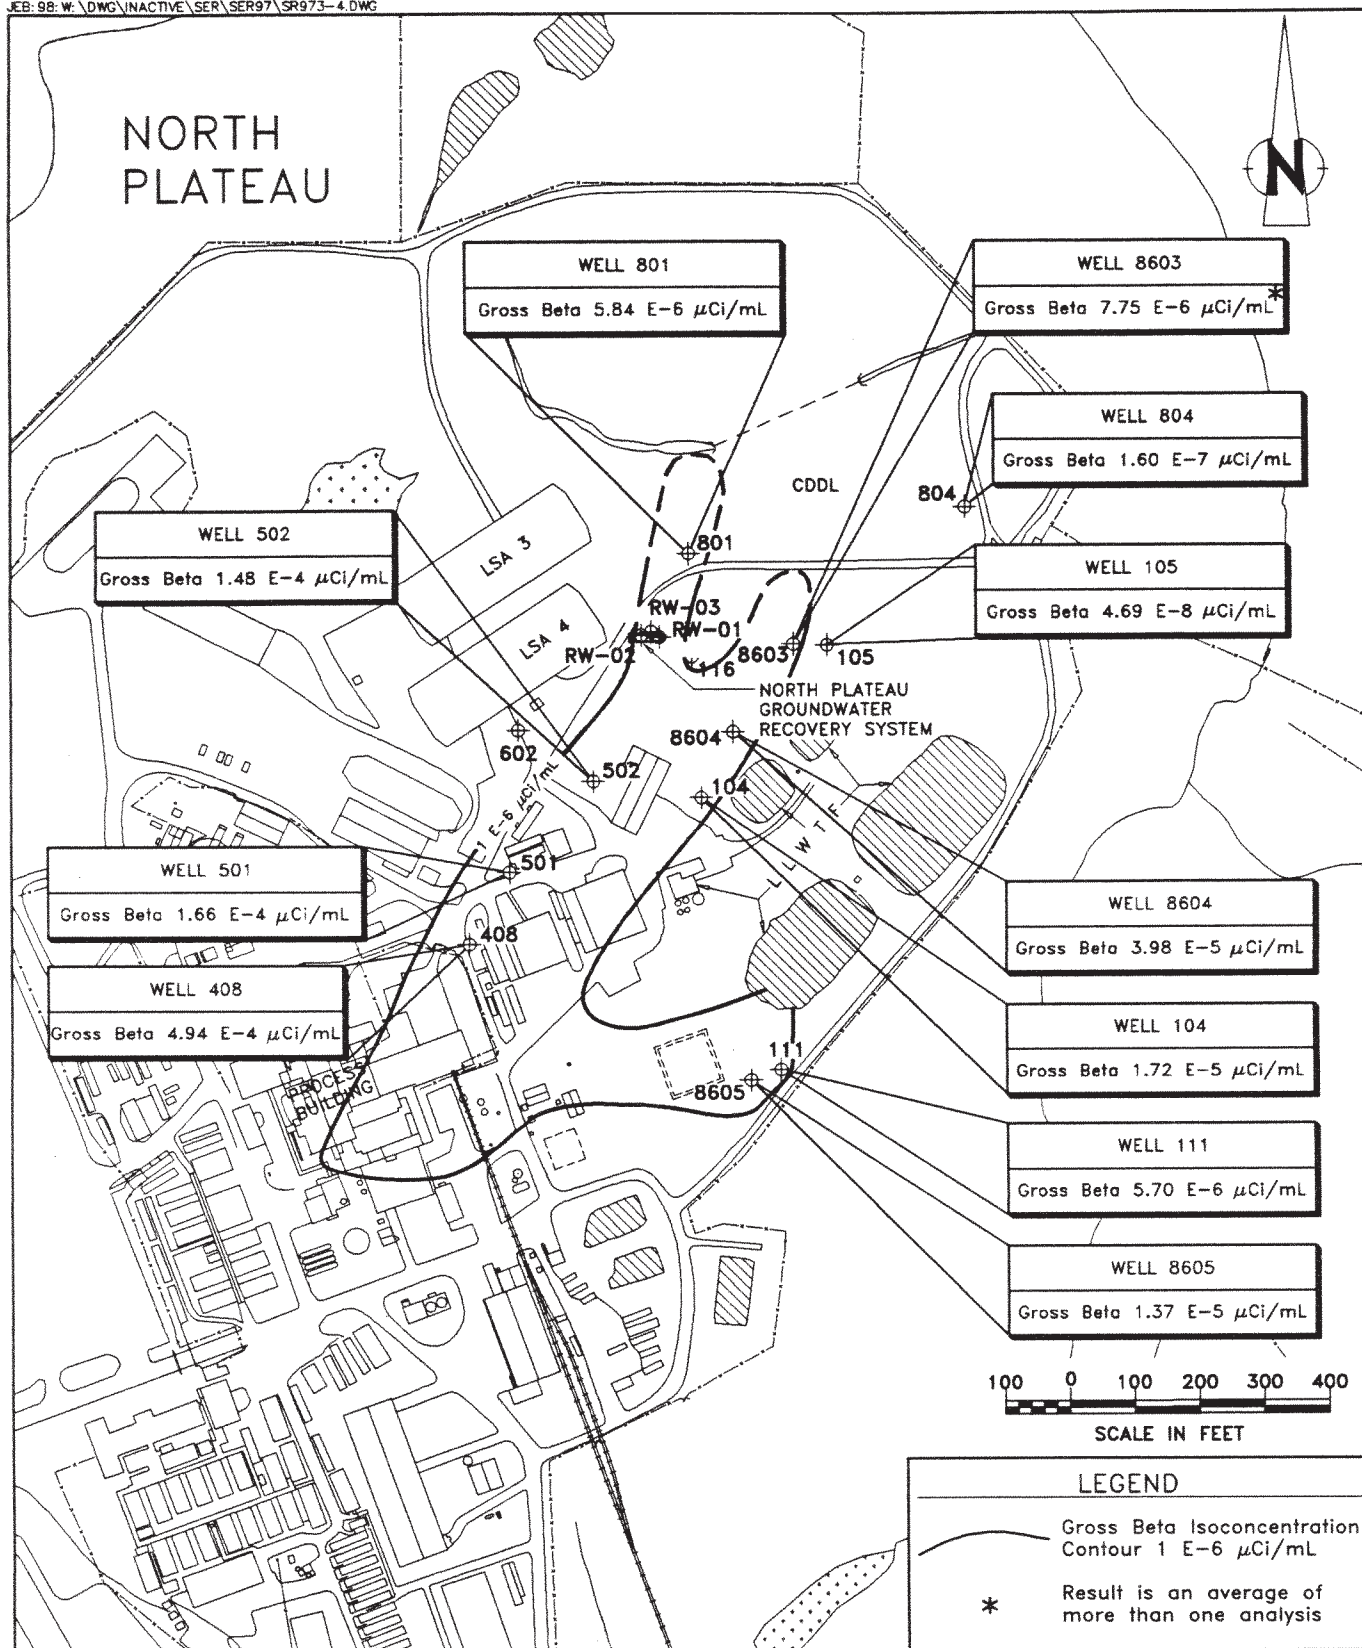 JEB: 98: W: \DWG\INACTIVE\SER\SER97\SR973-4.DWG
NORTH
PLATEAU
N
WELL 801
Gross Beta 5.84 E-6 μCi/mL
WELL 8603
Gross Beta 7.75 E-6 μCi/mL*
WELL 804
Gross Beta 1.60 E-7 μCi/mL
CDDL
804
WELL 502
Gross Beta 1.48 E-4 μCi/mL
LSA 3
801
WELL 105
Gross Beta 4.69 E-8 μCi/mL
LSA 4
RW-03
RW-01
RW-02
116
8603
105
NORTH PLATEAU
GROUNDWATER
RECOVERY SYSTEM
602
8604
502
104
1 E-6 μCi/mL
LLWTF
WELL 501
Gross Beta 1.66 E-4 μCi/mL
501
408
WELL 8604
Gross Beta 3.98 E-5 μCi/mL
WELL 408
Gross Beta 4.94 E-4 μCi/mL
WELL 104
Gross Beta 1.72 E-5 μCi/mL
PROCESS
BUILDING
111
8605
WELL 111
Gross Beta 5.70 E-6 μCi/mL
WELL 8605
Gross Beta 1.37 E-5 μCi/mL
100 0 100 200 300 400
SCALE IN FEET
LEGEND
Gross Beta Isoconcentration
Contour 1 E-6 μCi/mL
* Result is an average of
more than one analysis